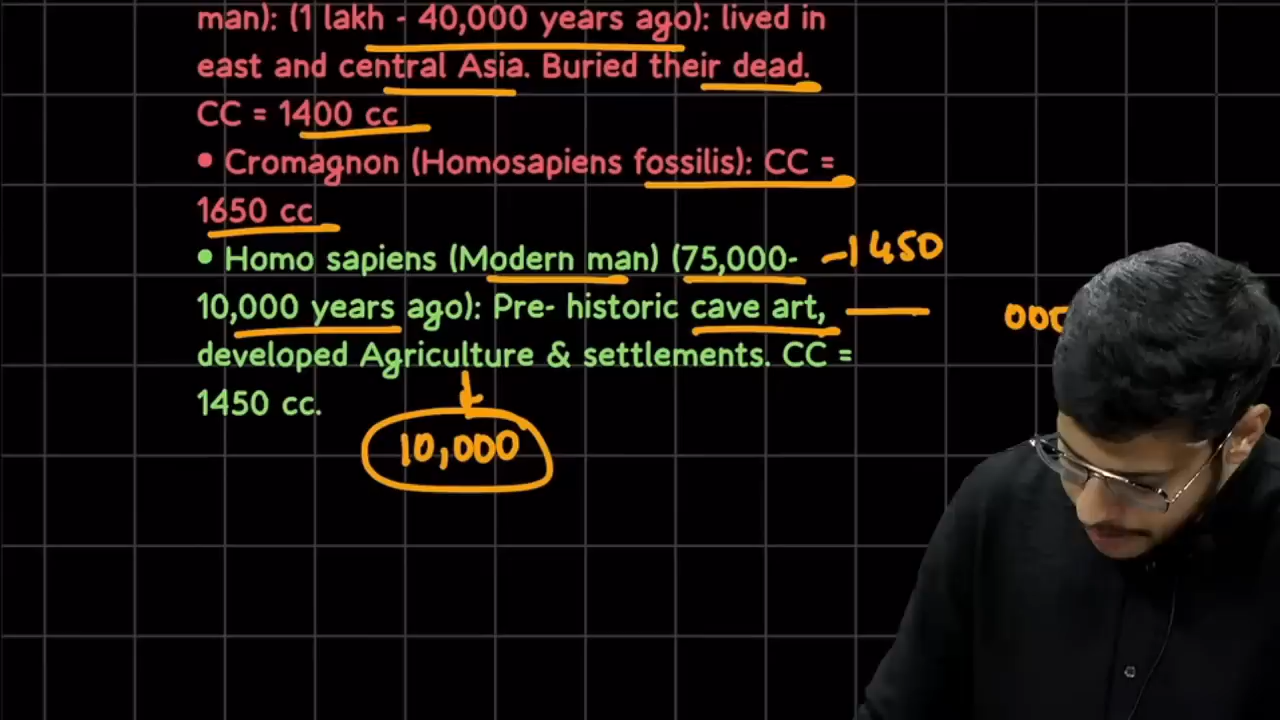 man): (1 lakh - 40,000 years ago): lived in
east and central Asia. Buried their dead.
CC = 1400 cc
• Cromagnon (Homosapiens fossilis): CC =
1650 cc
• Homo sapiens (Modern man) (75,000- -1450
10,000 years ago): Pre- historic cave art,
developed Agriculture & settlements. CC =
1450 cc.
10,000